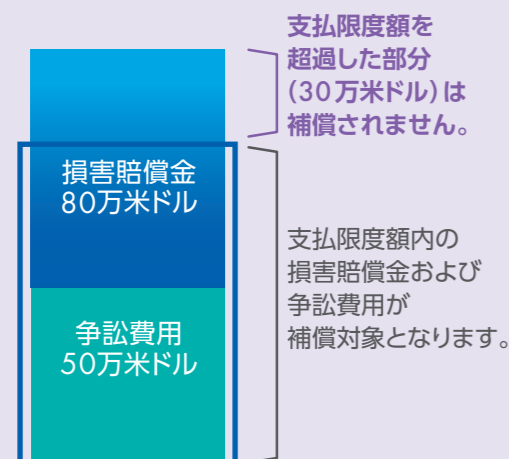 支払限度額を
超過した部分
(30万米ドル)は
補償されません。
損害賠償金
80万米ドル
支払限度額内の
損害賠償金および
争訟費用が
補償対象となります。
争訟費用
50万米ドル